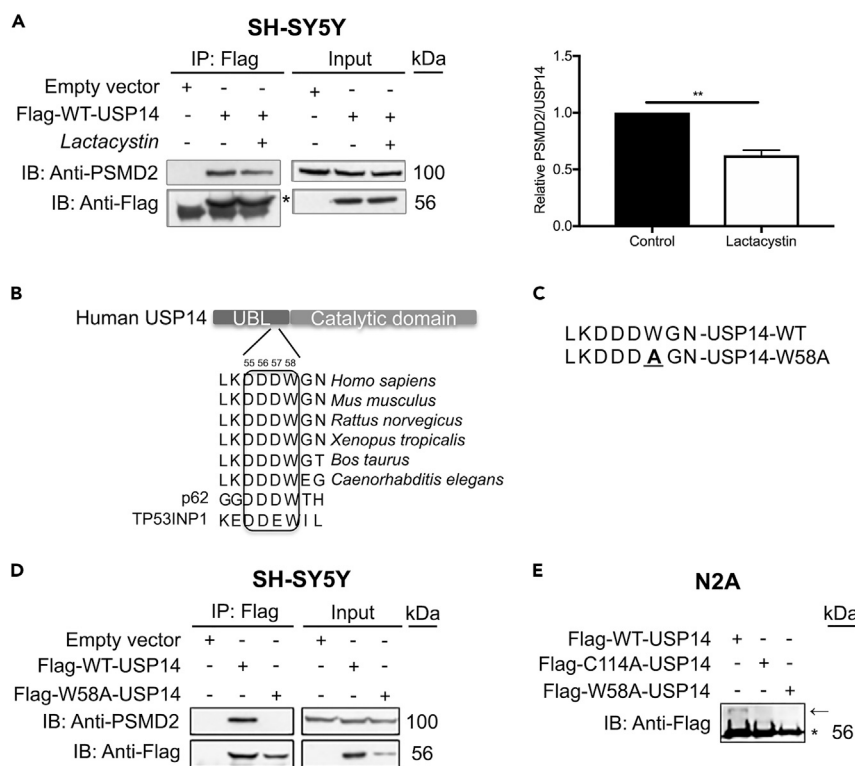 A
SH-SY5Y
IP: Flag Input kDa
Empty vector + - - + - -
Flag-WT-USP14 - + + - + +
Lactacystin - - + - - +
IB: Anti-PSMD2 100
IB: Anti-Flag * 56
Relative PSMD2/USP14
1.5
1.0
0.5
0.0
**
Control Lactacystin
B
Human USP14 UBL Catalytic domain
55 56 57 58
LKDDDWGN Homo sapiens
LKDDDWGN Mus musculus
LKDDDWGN Rattus norvegicus
LKDDDWGN Xenopus tropicalis
LKDDDWGT Bos taurus
LKDDDWEG Caenorhabditis elegans
p62 GGDDDWTH
TP53INP1 KEDDEWIL
C
LKDDDWGN-USP14-WT
LKDDDAGN-USP14-W58A
D
SH-SY5Y
IP: Flag Input kDa
Empty vector + - - + - -
Flag-WT-USP14 - + - - + -
Flag-W58A-USP14 - - + - - +
IB: Anti-PSMD2 100
IB: Anti-Flag 56
E
N2A
kDa
Flag-WT-USP14 + - -
Flag-C114A-USP14 - + -
Flag-W58A-USP14 - - +
IB: Anti-Flag ← * 56